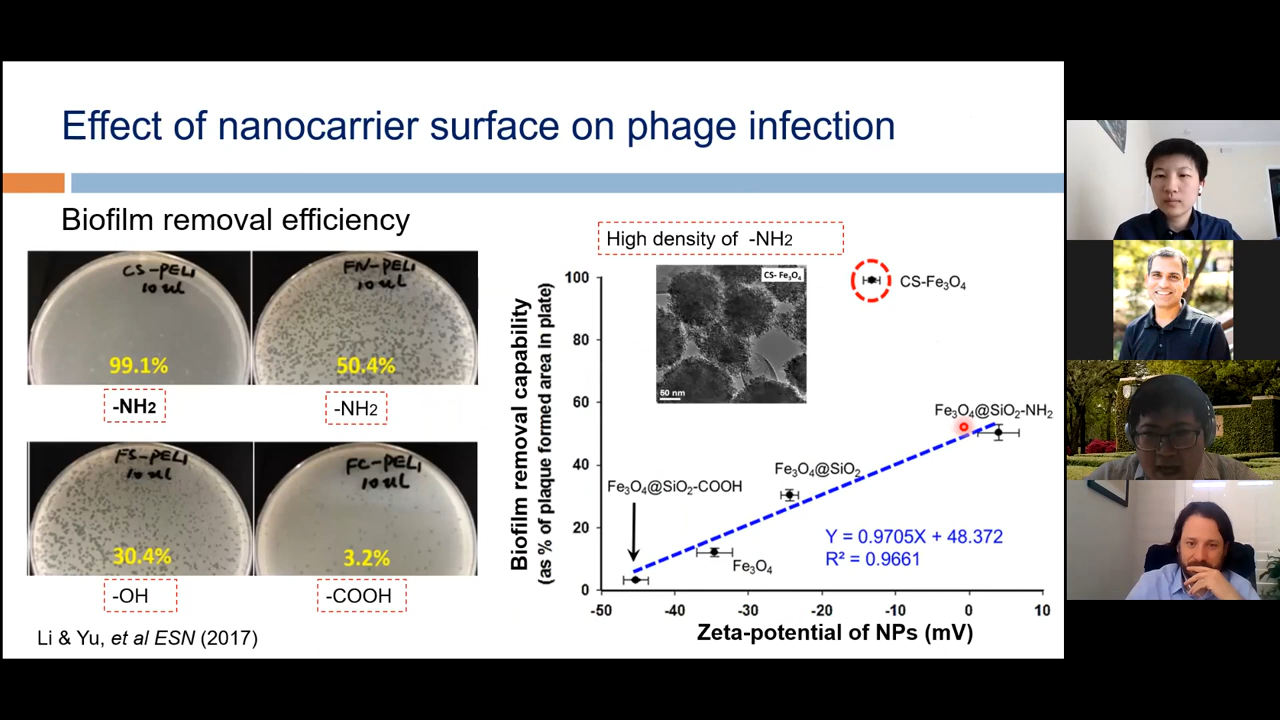 Effect of nanocarrier surface on phage infection
Biofilm removal efficiency
CS-PEL1
10 uL
99.1%
-NH2
FN-PEL1
10 uL
50.4%
-NH2
FS-PEL1
10 uL
30.4%
-OH
FC-PEL1
10 uL
3.2%
-COOH
Li & Yu, et al ESN (2017)
High density of -NH2
CS- Fe3O4
50 nm
CS-Fe3O4
Fe3O4@SiO2-NH2
Fe3O4@SiO2
Fe3O4@SiO2-COOH
Fe3O4
Y = 0.9705X + 48.372
R² = 0.9661
Biofilm removal capability
(as % of plaque formed area in plate)
100
80
60
40
20
0
-50 -40 -30 -20 -10 0 10
Zeta-potential of NPs (mV)